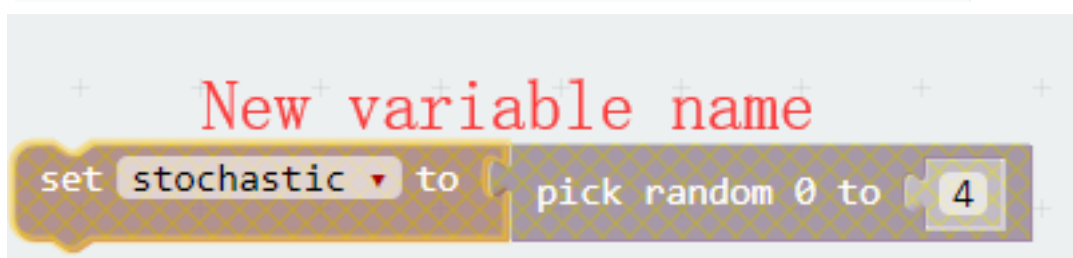 New variable name
set stochastic ▾ to pick random 0 to 4